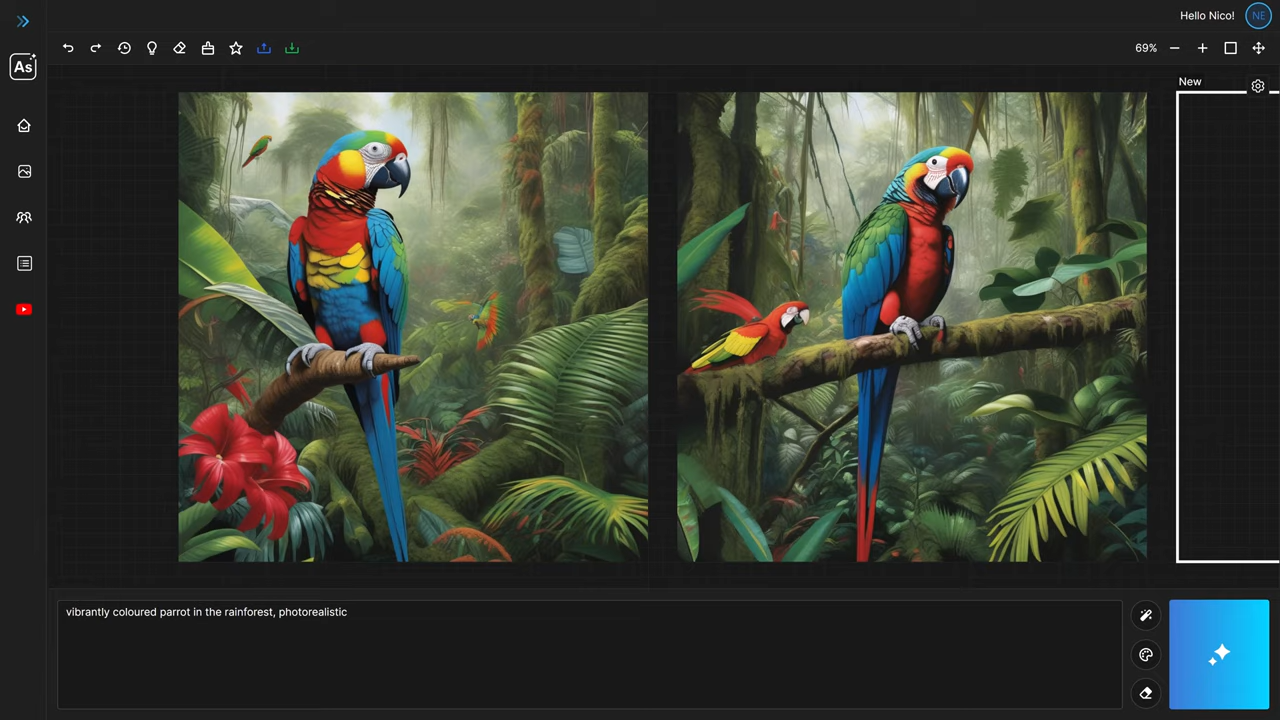 Hello Nico!
NE
As
69%
New
vibrantly coloured parrot in the rainforest, photorealistic